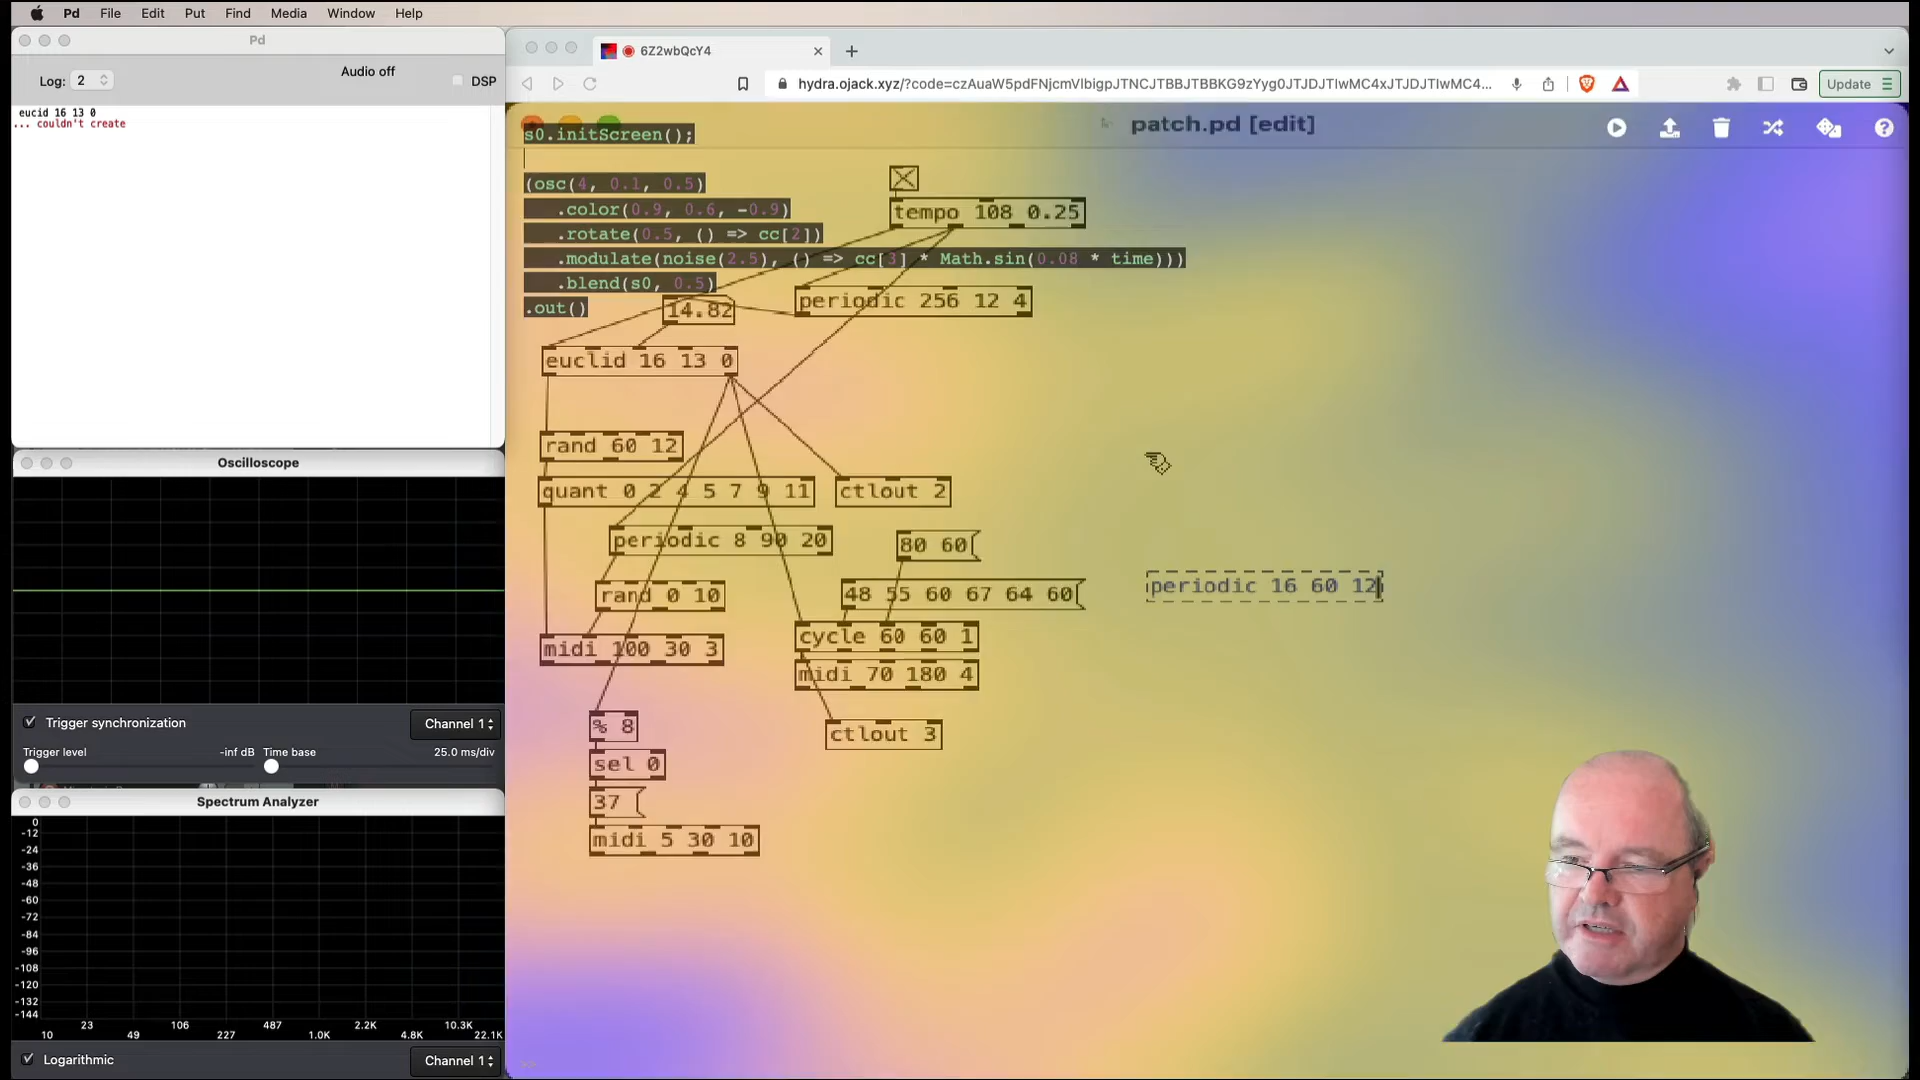 Pd File Edit Put Find Media Window Help
Pd
Log: 2
Audio off
DSP
eucid 16 13 0
... couldn't create
Oscilloscope
Trigger synchronization
Channel 1
Trigger level
-inf dB
Time base
25.0 ms/div
Spectrum Analyzer
0
-12
-24
-36
-48
-60
-72
-84
-96
-108
-120
-132
-144
10 23 49 106 227 487 1.0K 2.2K 4.8K 10.3K 22.1K
Logarithmic
Channel 1
6Z2wbQcY4
hydra.ojack.xyz/?code=czAuaW5pdFNjcmVlbigpJTNCJTBBJTBBKG9zYyg0JTJDJTIwMC4xJTJDJTIwMC4...
Update
patch.pd [edit]
s0.initScreen();
(osc(4, 0.1, 0.5)
.color(0.9, 0.6, -0.9)
.rotate(0.5, () => cc[2])
.modulate(noise(2.5), () => cc[3] * Math.sin(0.08 * time)))
.blend(s0, 0.5)
.out()
tempo 108 0.25
14.82
periodic 256 12 4
euclid 16 13 0
rand 60 12
quant 0 2 4 5 7 9 11
ctlout 2
periodic 8 90 20
80 60
rand 0 10
48 55 60 67 64 60
periodic 16 60 12
midi 100 30 3
cycle 60 60 1
midi 70 180 4
% 8
ctlout 3
sel 0
37
midi 5 30 10